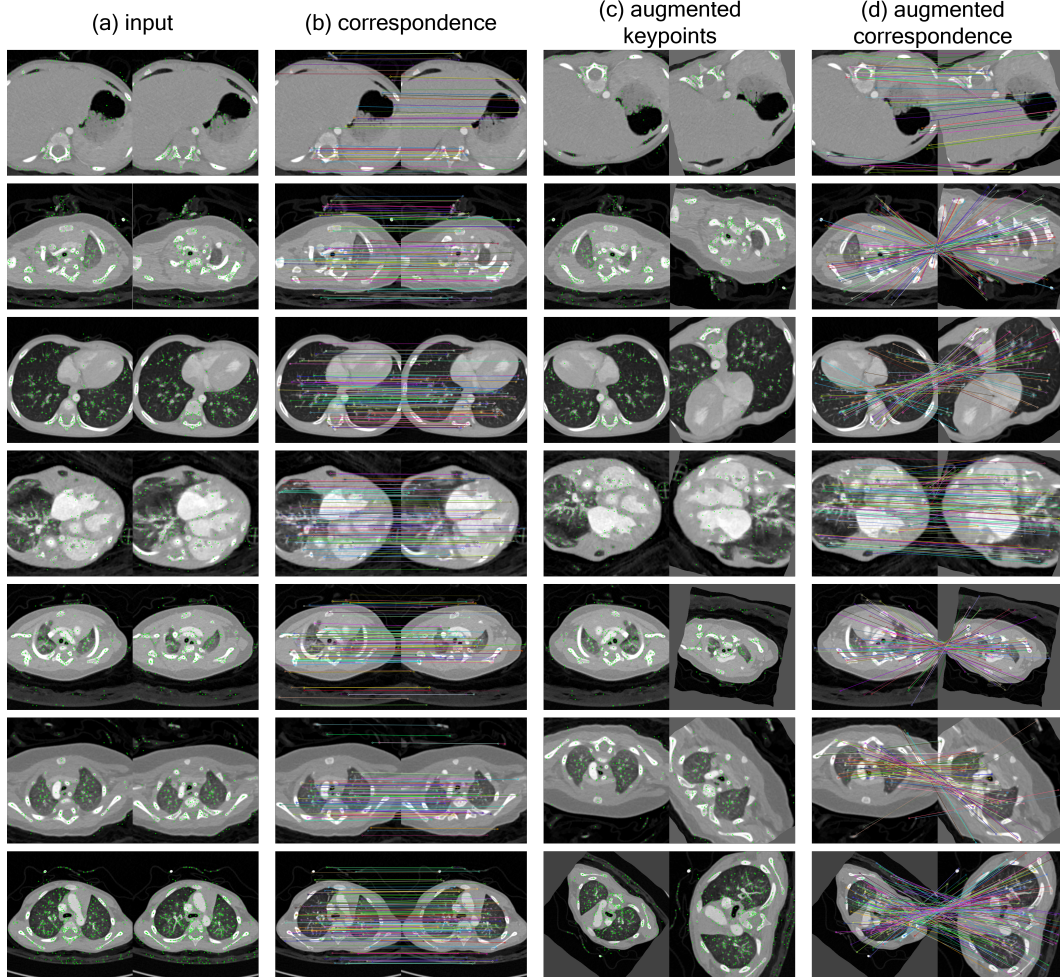 (a) input
(b) correspondence
(c) augmented
keypoints
(d) augmented
correspondence